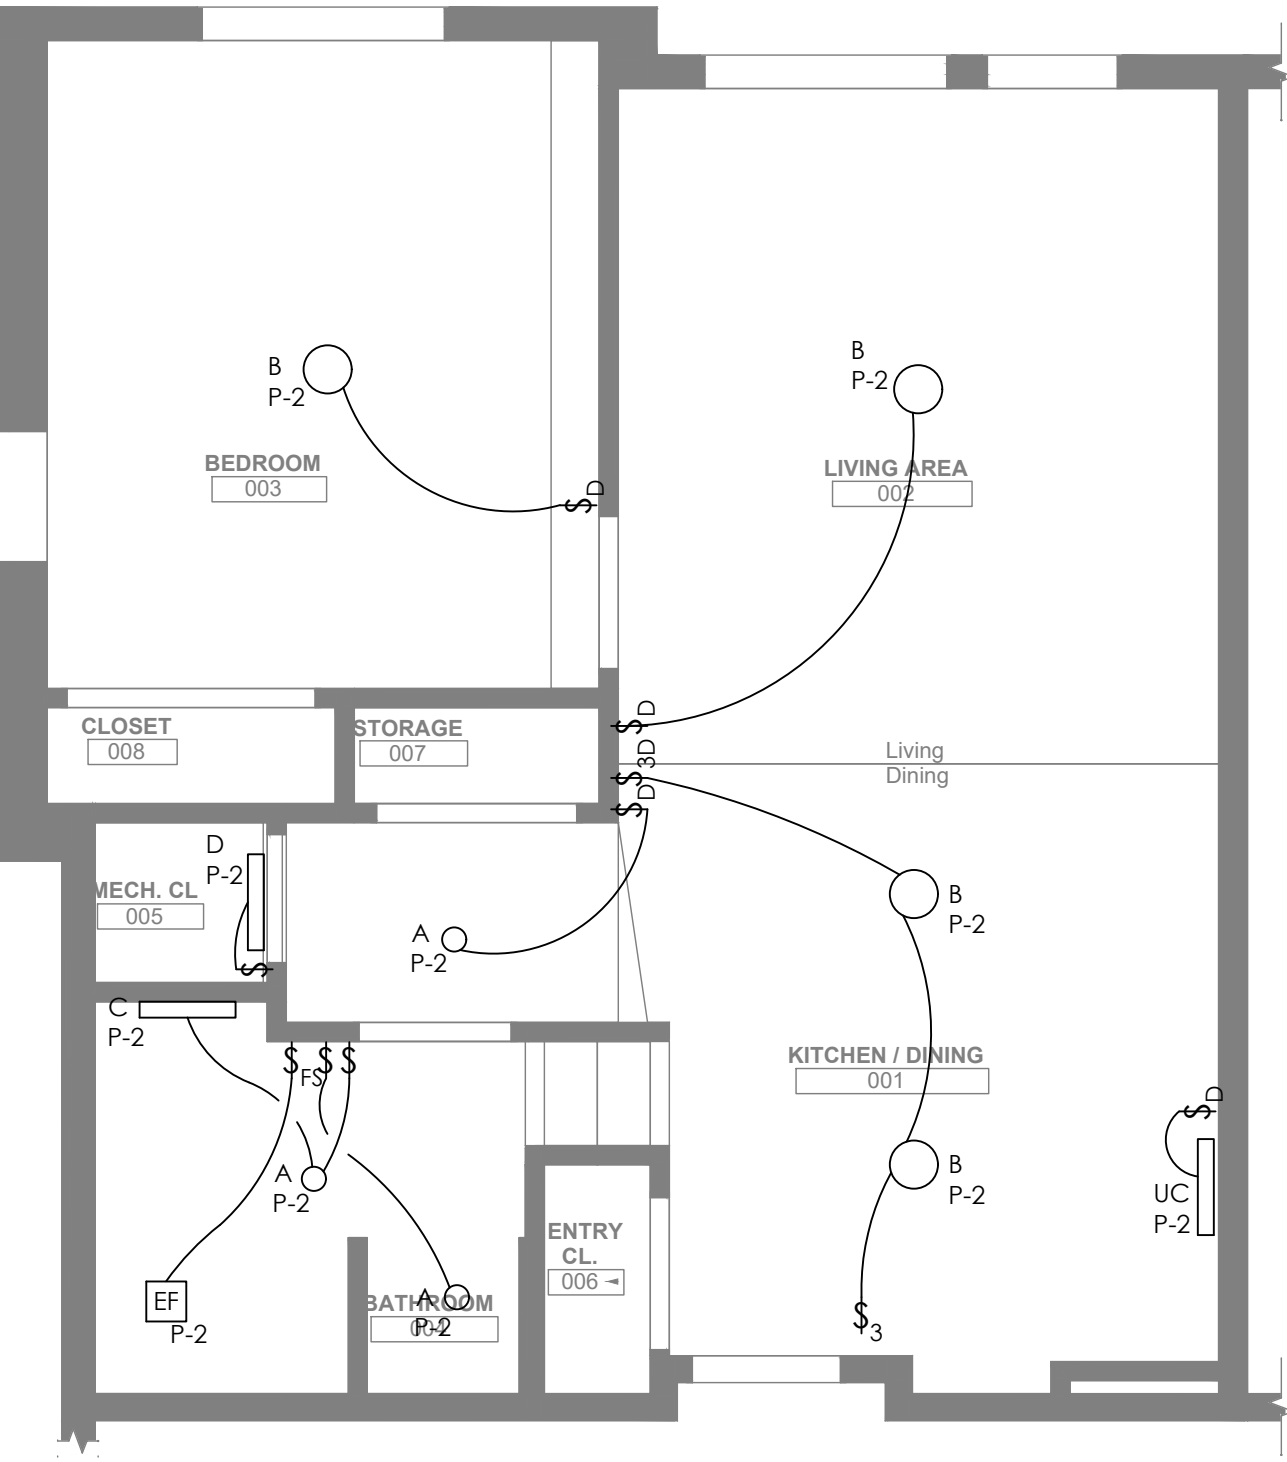 B
P-2
BEDROOM
003
$D
B
P-2
LIVING AREA
002
$D
$3D
$D
Living
Dining
CLOSET
008
STORAGE
007
D
P-2
MECH. CL
005
$
A
P-2
B
P-2
C
P-2
$FS
$
$
A
P-2
KITCHEN / DINING
001
$D
UC
P-2
B
P-2
ENTRY
CL.
006
EF
P-2
A
P-2
BATHROOM
004
$3